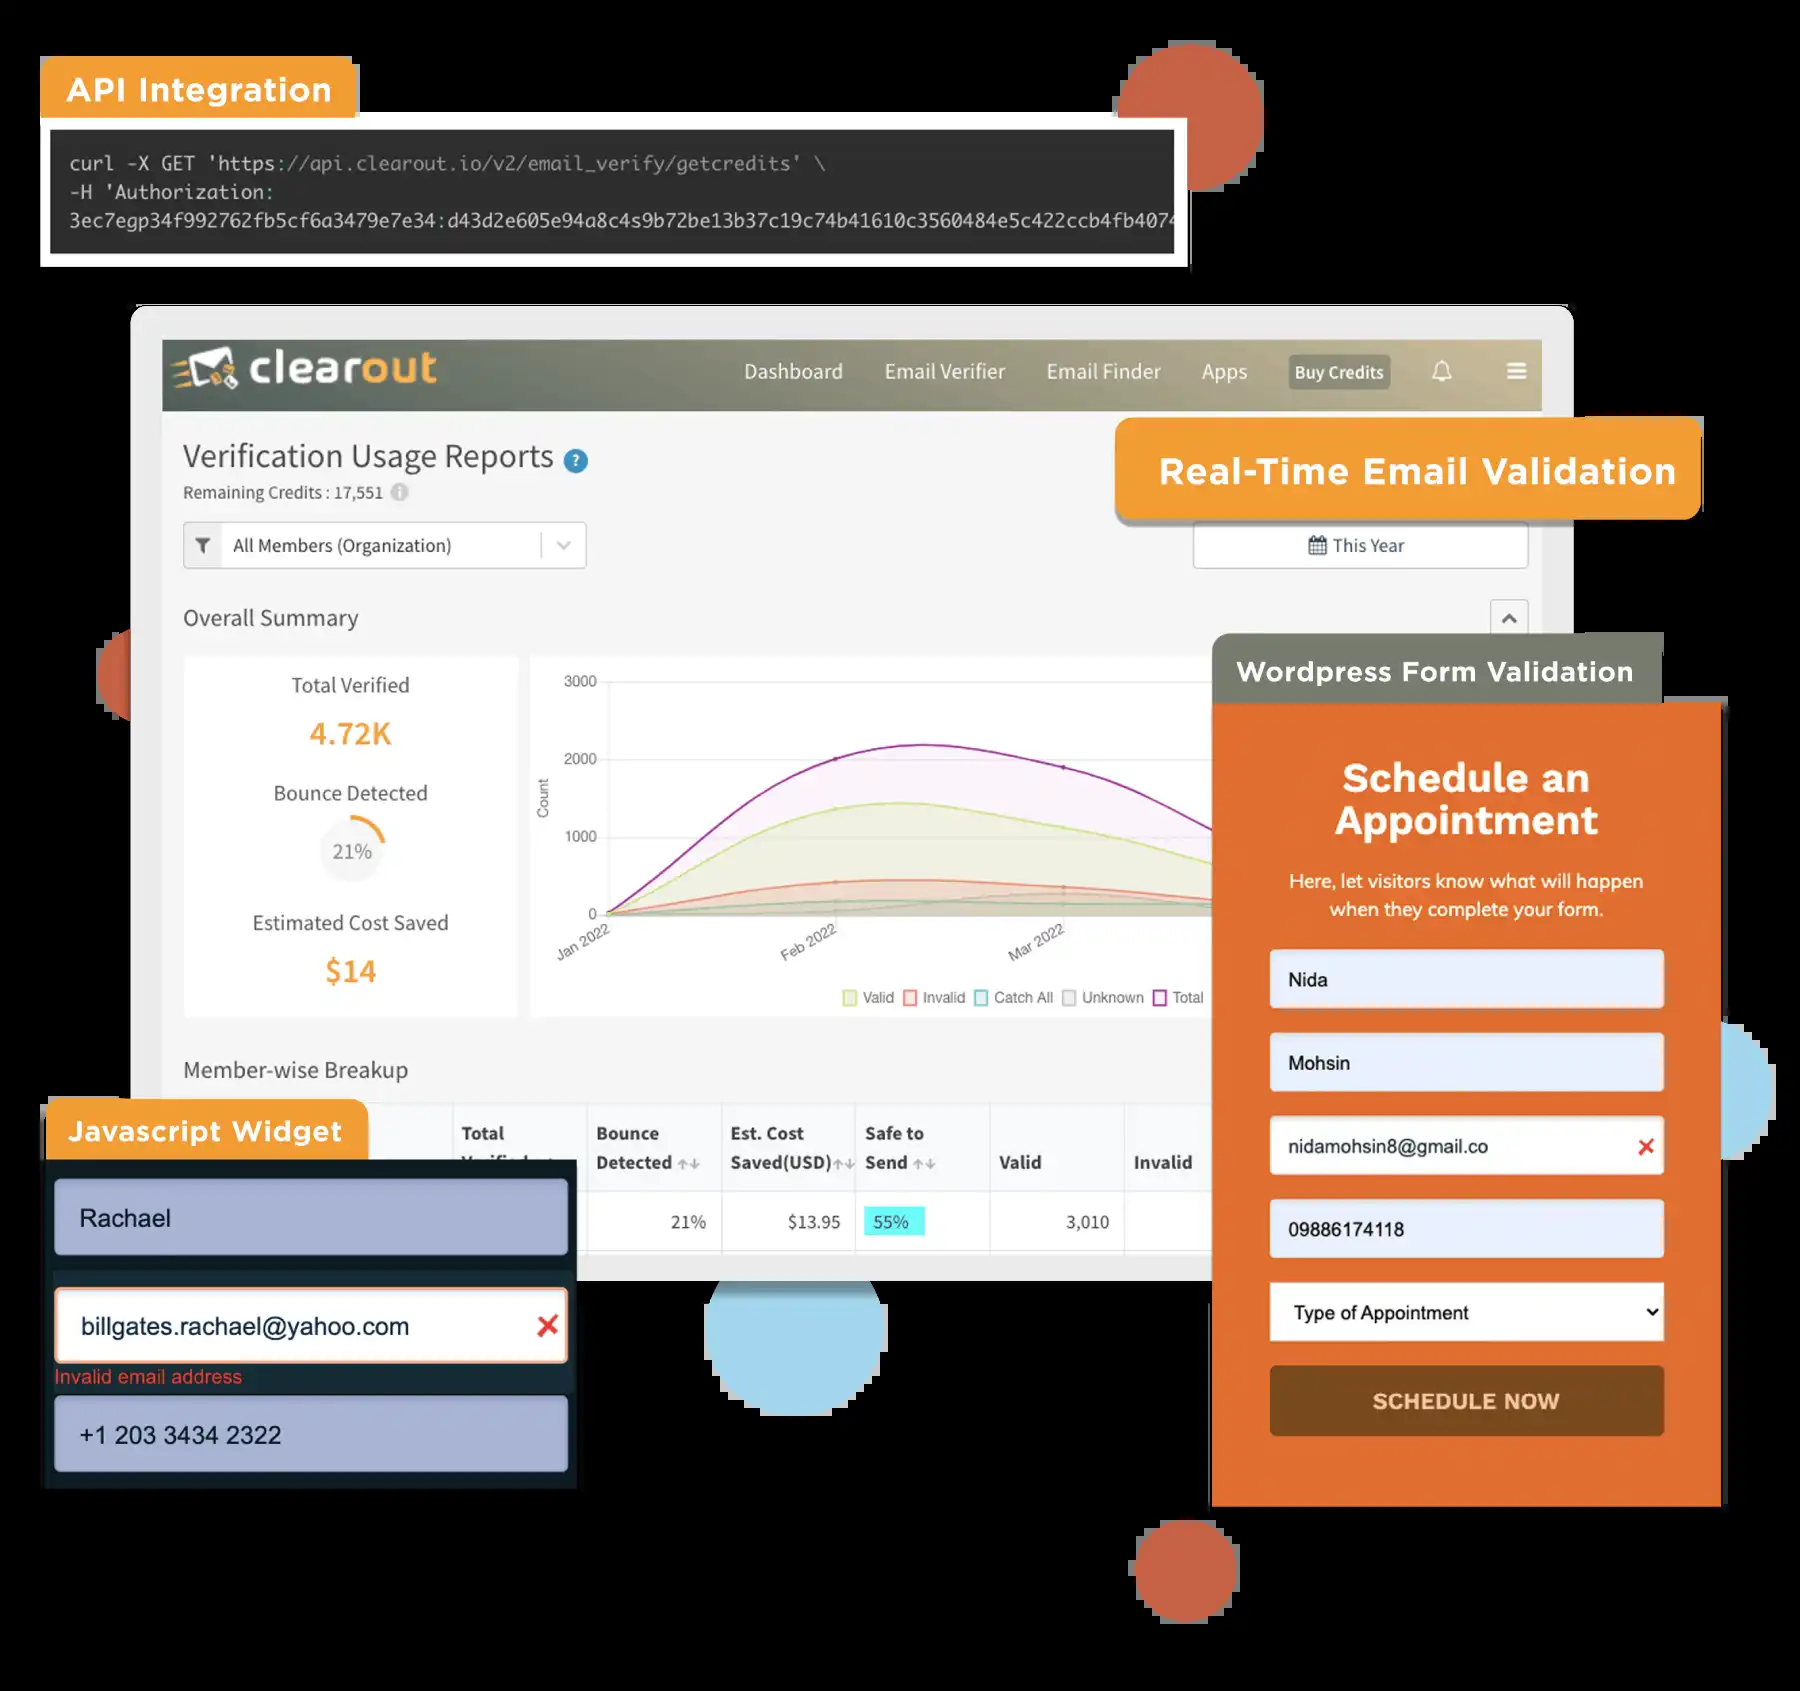 API Integration
curl -X GET 'https://api.clearout.io/v2/email_verify/getcredits' \
-H 'Authorization:
3ec7egp34f992762fb5cf6a3479e7e34:d43d2e605e94a8c4s9b72be13b37c19c74b41610c3560484e5c422ccb4fb4074
clearout
Dashboard
Email Verifier
Email Finder
Apps
Buy Credits
Verification Usage Reports ?
Remaining Credits : 17,551
Real-Time Email Validation
All Members (Organization)
This Year
Overall Summary
Total Verified
4.72K
Bounce Detected
21%
Estimated Cost Saved
$14
Count
3000
2000
1000
0
Jan 2022
Feb 2022
Mar 2022
Valid
Invalid
Catch All
Unknown
Total
Member-wise Breakup
Total
Bounce
Detected
Est. Cost
Saved(USD)
Safe to
Send
Valid
Invalid
21%
$13.95
55%
3,010
Javascript Widget
Rachael
billgates.rachael@yahoo.com
Invalid email address
+1 203 3434 2322
Wordpress Form Validation
Schedule an
Appointment
Here, let visitors know what will happen
when they complete your form.
Nida
Mohsin
nidamohsin8@gmail.co
09886174118
Type of Appointment
SCHEDULE NOW